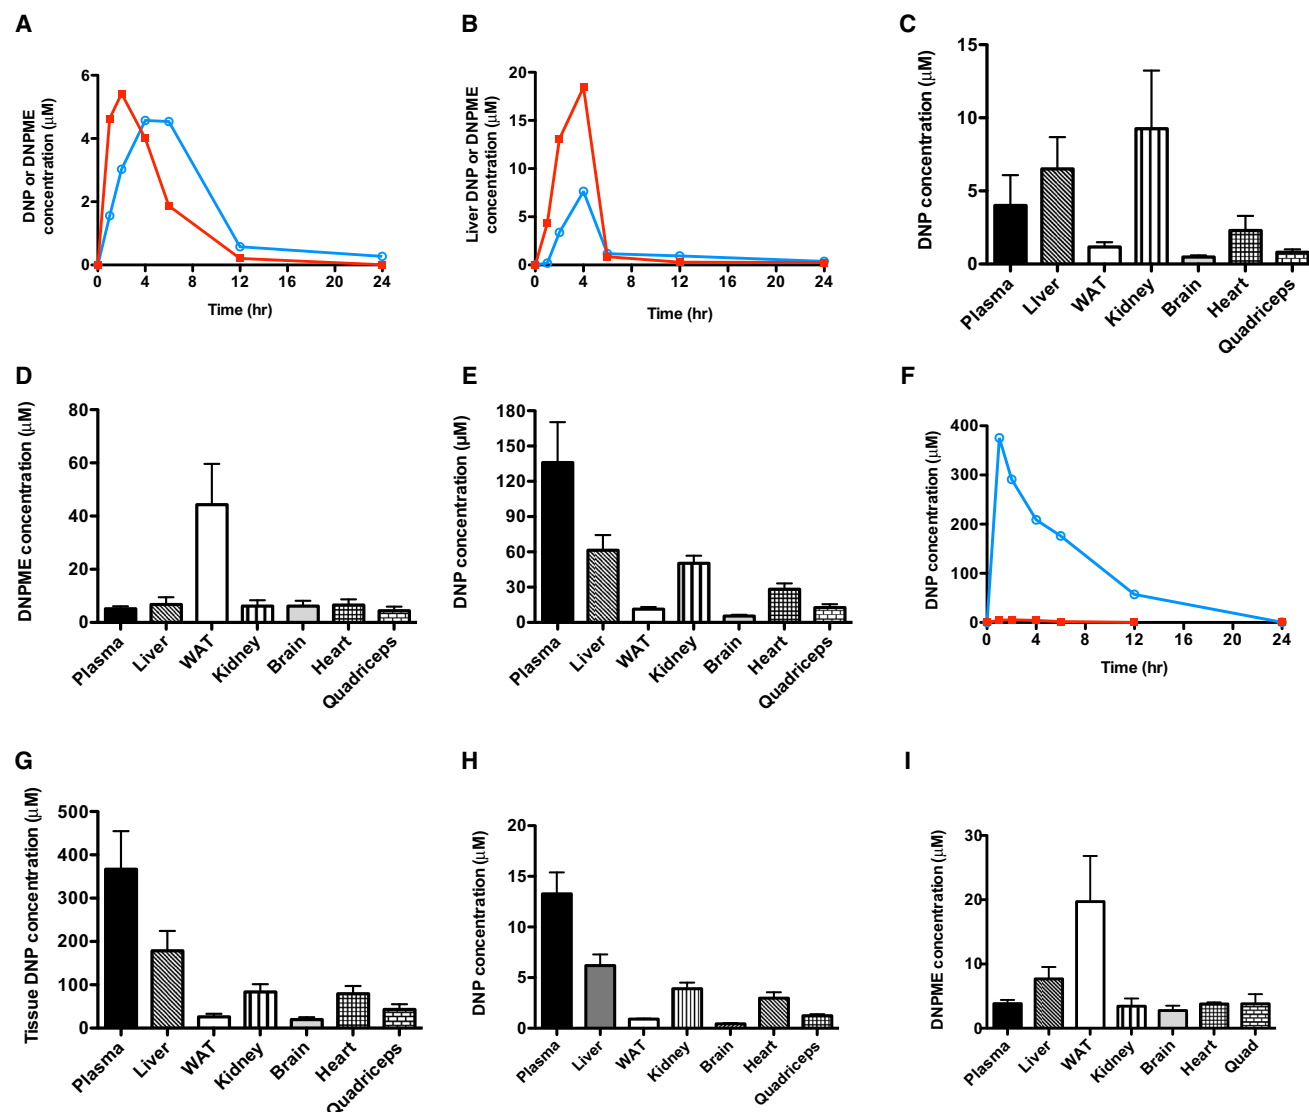 A
DNP or DNPME
concentration (μM)
6
4
2
0
0 4 8 12 16 20 24
Time (hr)
B
Liver DNP or DNPME
concentration (μM)
20
15
10
5
0
0 4 8 12 16 20 24
Time (hr)
C
DNP concentration (μM)
15
10
5
0
Plasma
LIver
WAT
Kidney
Brain
Heart
Quadriceps
D
DNPME concentration (μM)
80
60
40
20
0
Plasma
Liver
WAT
Kidney
Brain
Heart
Quadriceps
E
DNP concentration (μM)
180
150
120
90
60
30
0
Plasma
Liver
WAT
Kidney
Brain
Heart
Quadriceps
F
DNP concentration (μM)
400
300
200
100
0
0 4 8 12 16 20 24
Time (hr)
G
Tissue DNP concentration (μM)
500
400
300
200
100
0
Plasma
Liver
WAT
Kidney
Brain
Heart
Quadriceps
H
DNP concentration (μM)
20
15
10
5
0
Plasma
Liver
WAT
Kidney
Brain
Heart
Quadriceps
I
DNPME concentration (μM)
30
20
10
0
Plasma
Liver
WAT
Kidney
Brain
Heart
Quad